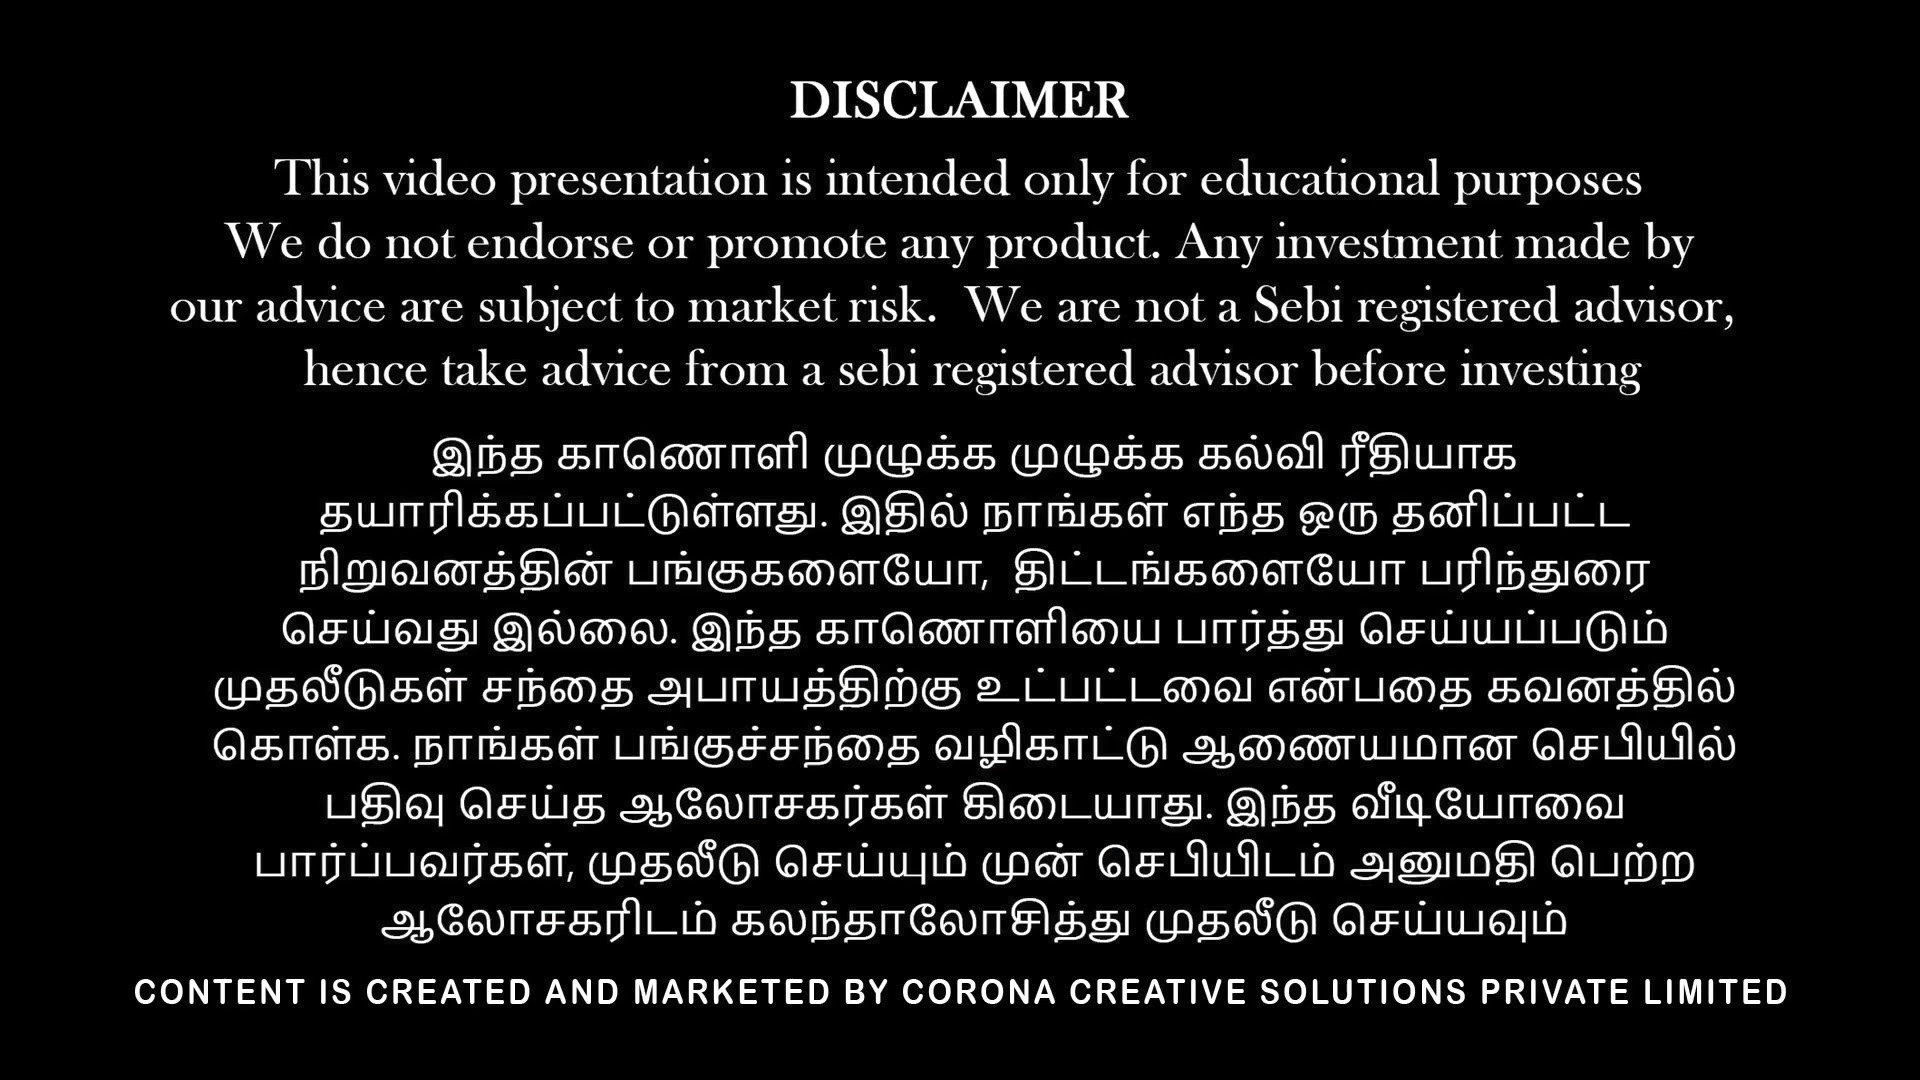 DISCLAIMER
This video presentation is intended only for educational purposes
We do not endorse or promote any product. Any investment made by
our advice are subject to market risk. We are not a Sebi registered advisor,
hence take advice from a sebi registered advisor before investing
இந்த காணொளி முழுக்க முழுக்க கல்வி ரீதியாக
தயாரிக்கப்பட்டுள்ளது. இதில் நாங்கள் எந்த ஒரு தனிப்பட்ட
நிறுவனத்தின் பங்குகளையோ, திட்டங்களையோ பரிந்துரை
செய்வது இல்லை. இந்த காணொளியை பார்த்து செய்யப்படும்
முதலீடுகள் சந்தை அபாயத்திற்கு உட்பட்டவை என்பதை கவனத்தில்
கொள்க. நாங்கள் பங்குச்சந்தை வழிகாட்டு ஆணையமான செபியில்
பதிவு செய்த ஆலோசகர்கள் கிடையாது. இந்த வீடியோவை
பார்ப்பவர்கள், முதலீடு செய்யும் முன் செபியிடம் அனுமதி பெற்ற
ஆலோசகரிடம் கலந்தாலோசித்து முதலீடு செய்யவும்
CONTENT IS CREATED AND MARKETED BY CORONA CREATIVE SOLUTIONS PRIVATE LIMITED